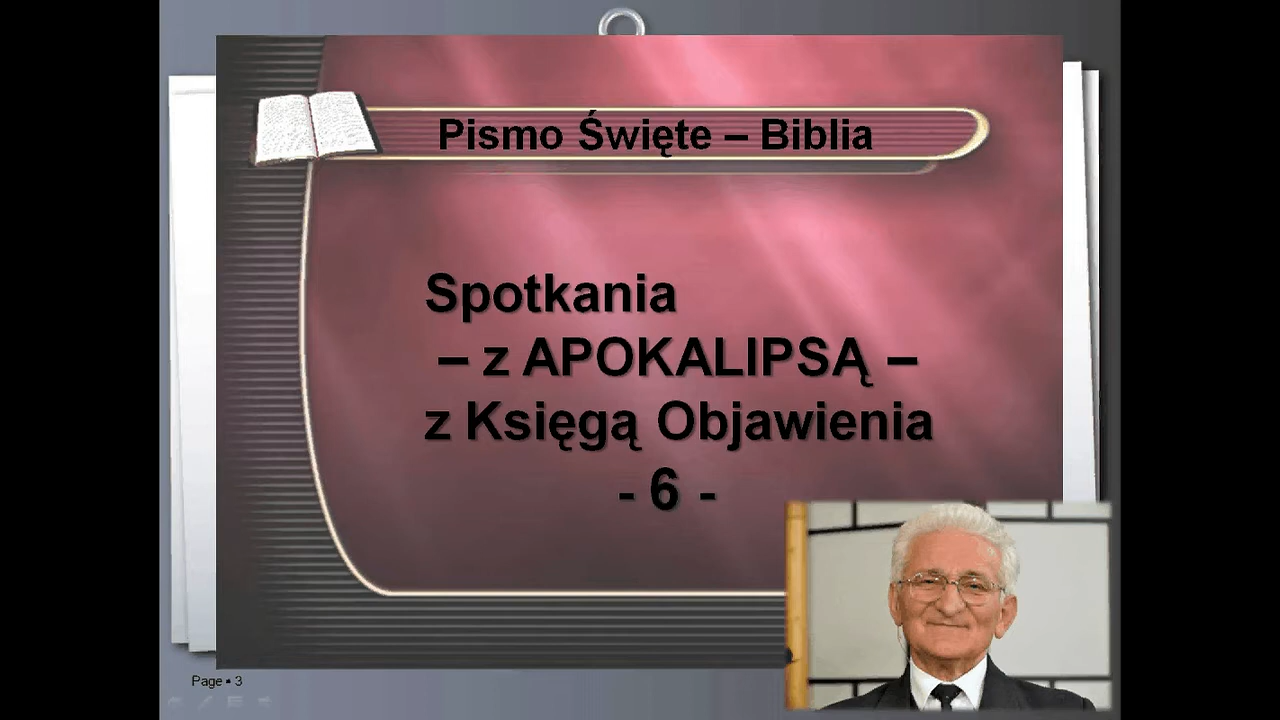 Pismo Święte – Biblia
Spotkania
– z APOKALIPSĄ –
z Księgą Objawienia
- 6 -
Page ▪ 3